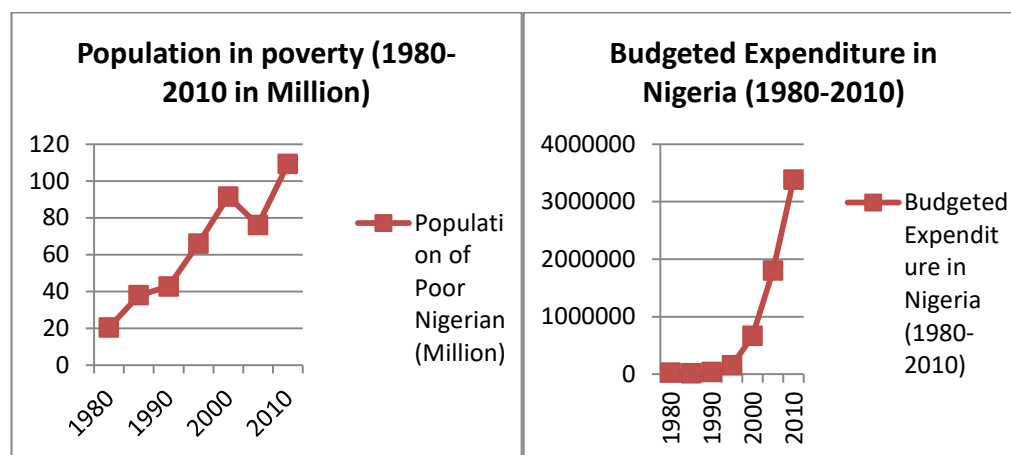 Population in poverty (1980-
2010 in Million)
120
100
80
60
40
20
0
1980
1990
2000
2010
Populati
on of
Poor
Nigerian
(Million)
Budgeted Expenditure in
Nigeria (1980-2010)
4000000
3000000
2000000
1000000
0
1980
1990
2000
2010
Budgeted
Expendit
ure in
Nigeria
(1980-
2010)